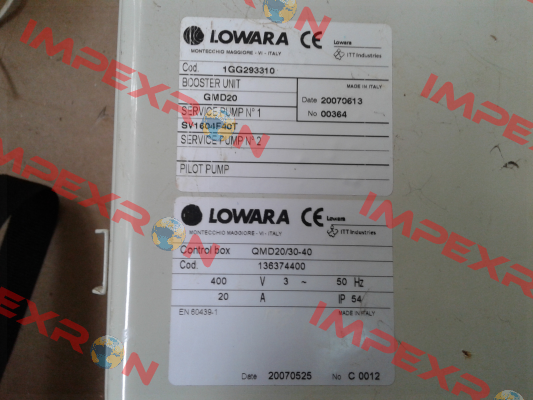 LOWARA CE
MONTECCHIO MAGGIORE - VI - ITALY
Lowara
ITT Industries
Cod. 1GG293310
BOOSTER UNIT
GMD20
MADE IN ITALY
Date 20070613
SERVICE PUMP N° 1
No 00364
SV1604F40T
SERVICE PUMP N° 2
PILOT PUMP
LOWARA CE
MONTECCHIO MAGGIORE - VI - ITALY
Lowara
ITT Industries
Control box QMD20/30-40
Cod. 136374400
400 V 3 ~ 50 Hz
20 A IP 54
EN 60439-1
MADE IN ITALY
Date 20070525 No C 0012
IMPEXRON
IMPEXRON
IMPEXRON
IMPEXRON